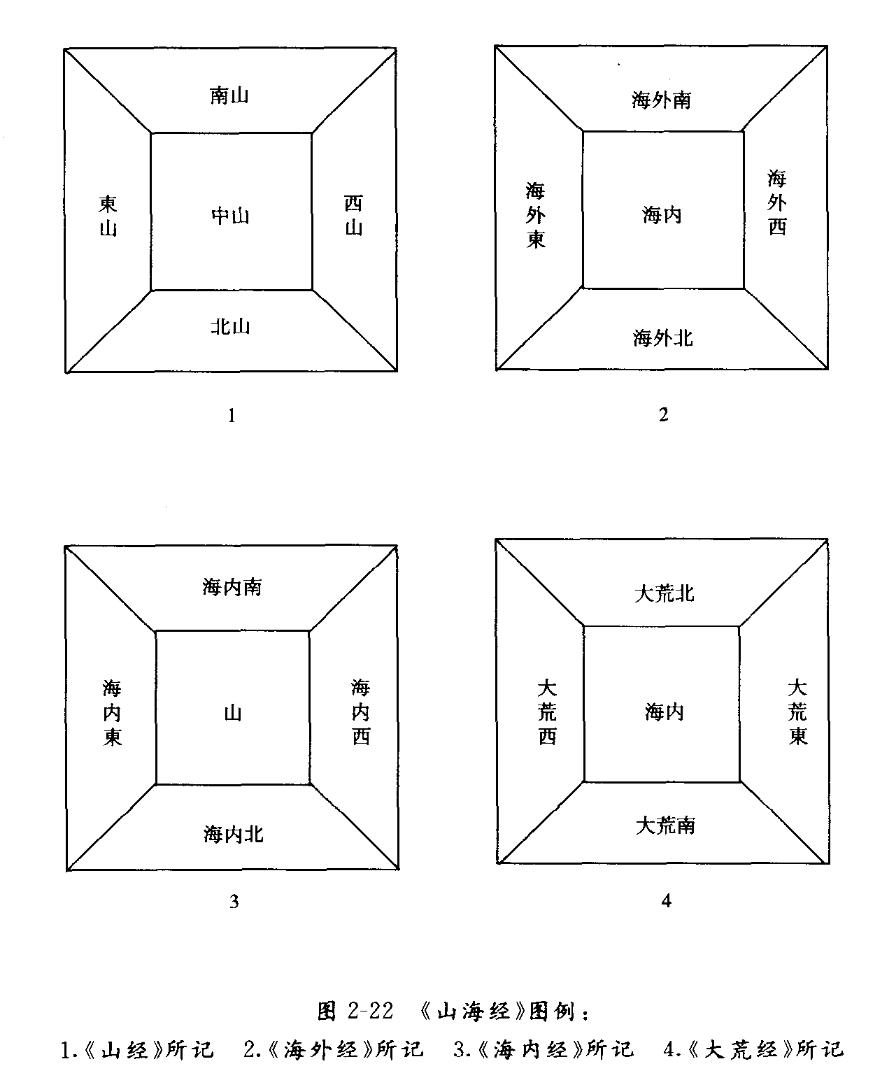 南山
東山
中山
西山
北山
1
海外南
海外東
海内
海外西
海外北
2
海内南
海内東
山
海内西
海内北
3
大荒北
大荒西
海内
大荒東
大荒南
4
图 2-22 《山海经》图例：
1.《山经》所记 2.《海外经》所记 3.《海内经》所记 4.《大荒经》所记